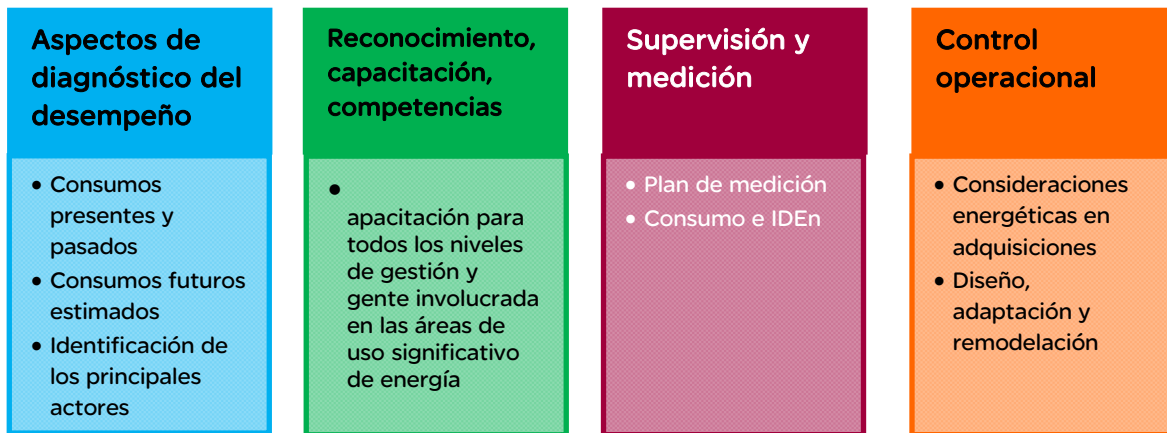 Aspectos de
diagnóstico del
desempeño
• Consumos
presentes y
pasados
• Consumos futuros
estimados
• Identificación de
los principales
actores
Reconocimiento,
capacitación,
competencias
•
apacitación para
todos los niveles
de gestión y
gente involucrada
en las áreas de
uso significativo
de energía
Supervisión y
medición
• Plan de medición
• Consumo e IDEn
Control
operacional
• Consideraciones
energéticas en
adquisiciones
• Diseño,
adaptación y
remodelación